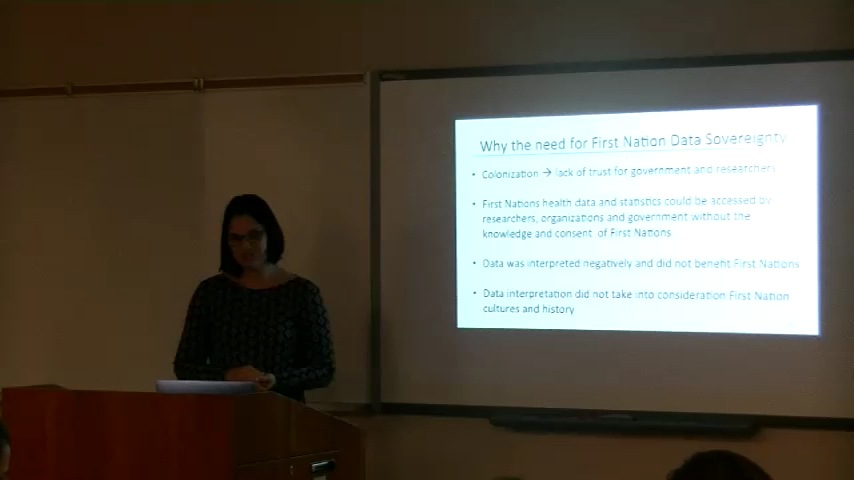 Why the need for First Nation Data Sovereignty
• Colonization → lack of trust for government and researchers
• First Nations health data and statistics could be accessed by
researchers, organizations and government without the
knowledge and consent of First Nations
• Data was interpreted negatively and did not benefit First Nations
• Data interpretation did not take into consideration First Nation
cultures and history